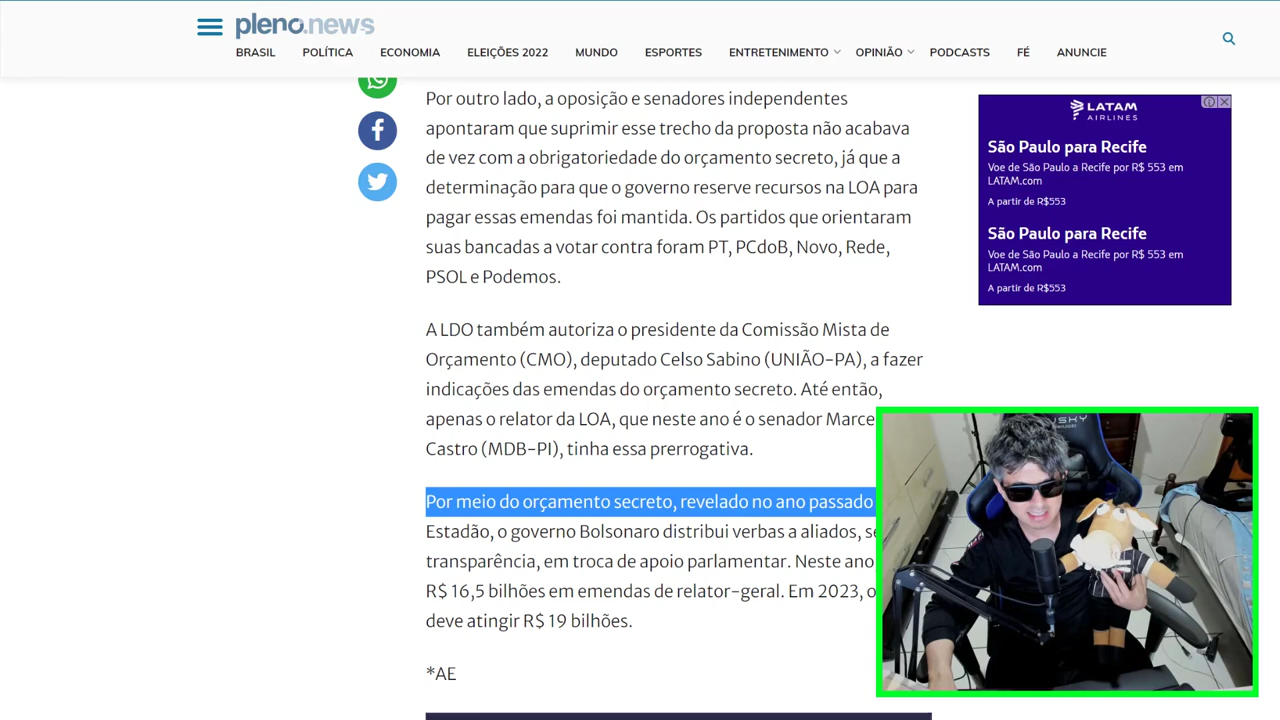 pleno.news
BRASIL POLÍTICA ECONOMIA ELEIÇÕES 2022 MUNDO ESPORTES ENTRETENIMENTO OPINIÃO PODCASTS FÉ ANUNCIE
Por outro lado, a oposição e senadores independentes
apontaram que suprimir esse trecho da proposta não acabava
de vez com a obrigatoriedade do orçamento secreto, já que a
determinação para que o governo reserve recursos na LOA para
pagar essas emendas foi mantida. Os partidos que orientaram
suas bancadas a votar contra foram PT, PCdoB, Novo, Rede,
PSOL e Podemos.
A LDO também autoriza o presidente da Comissão Mista de
Orçamento (CMO), deputado Celso Sabino (UNIÃO-PA), a fazer
indicações das emendas do orçamento secreto. Até então,
apenas o relator da LOA, que neste ano é o senador Marce
Castro (MDB-PI), tinha essa prerrogativa.
Por meio do orçamento secreto, revelado no ano passado
Estadão, o governo Bolsonaro distribui verbas a aliados, se
transparência, em troca de apoio parlamentar. Neste ano
R$ 16,5 bilhões em emendas de relator-geral. Em 2023, o
deve atingir R$ 19 bilhões.
*AE
LATAM
AIRLINES
São Paulo para Recife
Voe de São Paulo a Recife por R$ 553 em
LATAM.com
A partir de R$553
São Paulo para Recife
Voe de São Paulo a Recife por R$ 553 em
LATAM.com
A partir de R$553